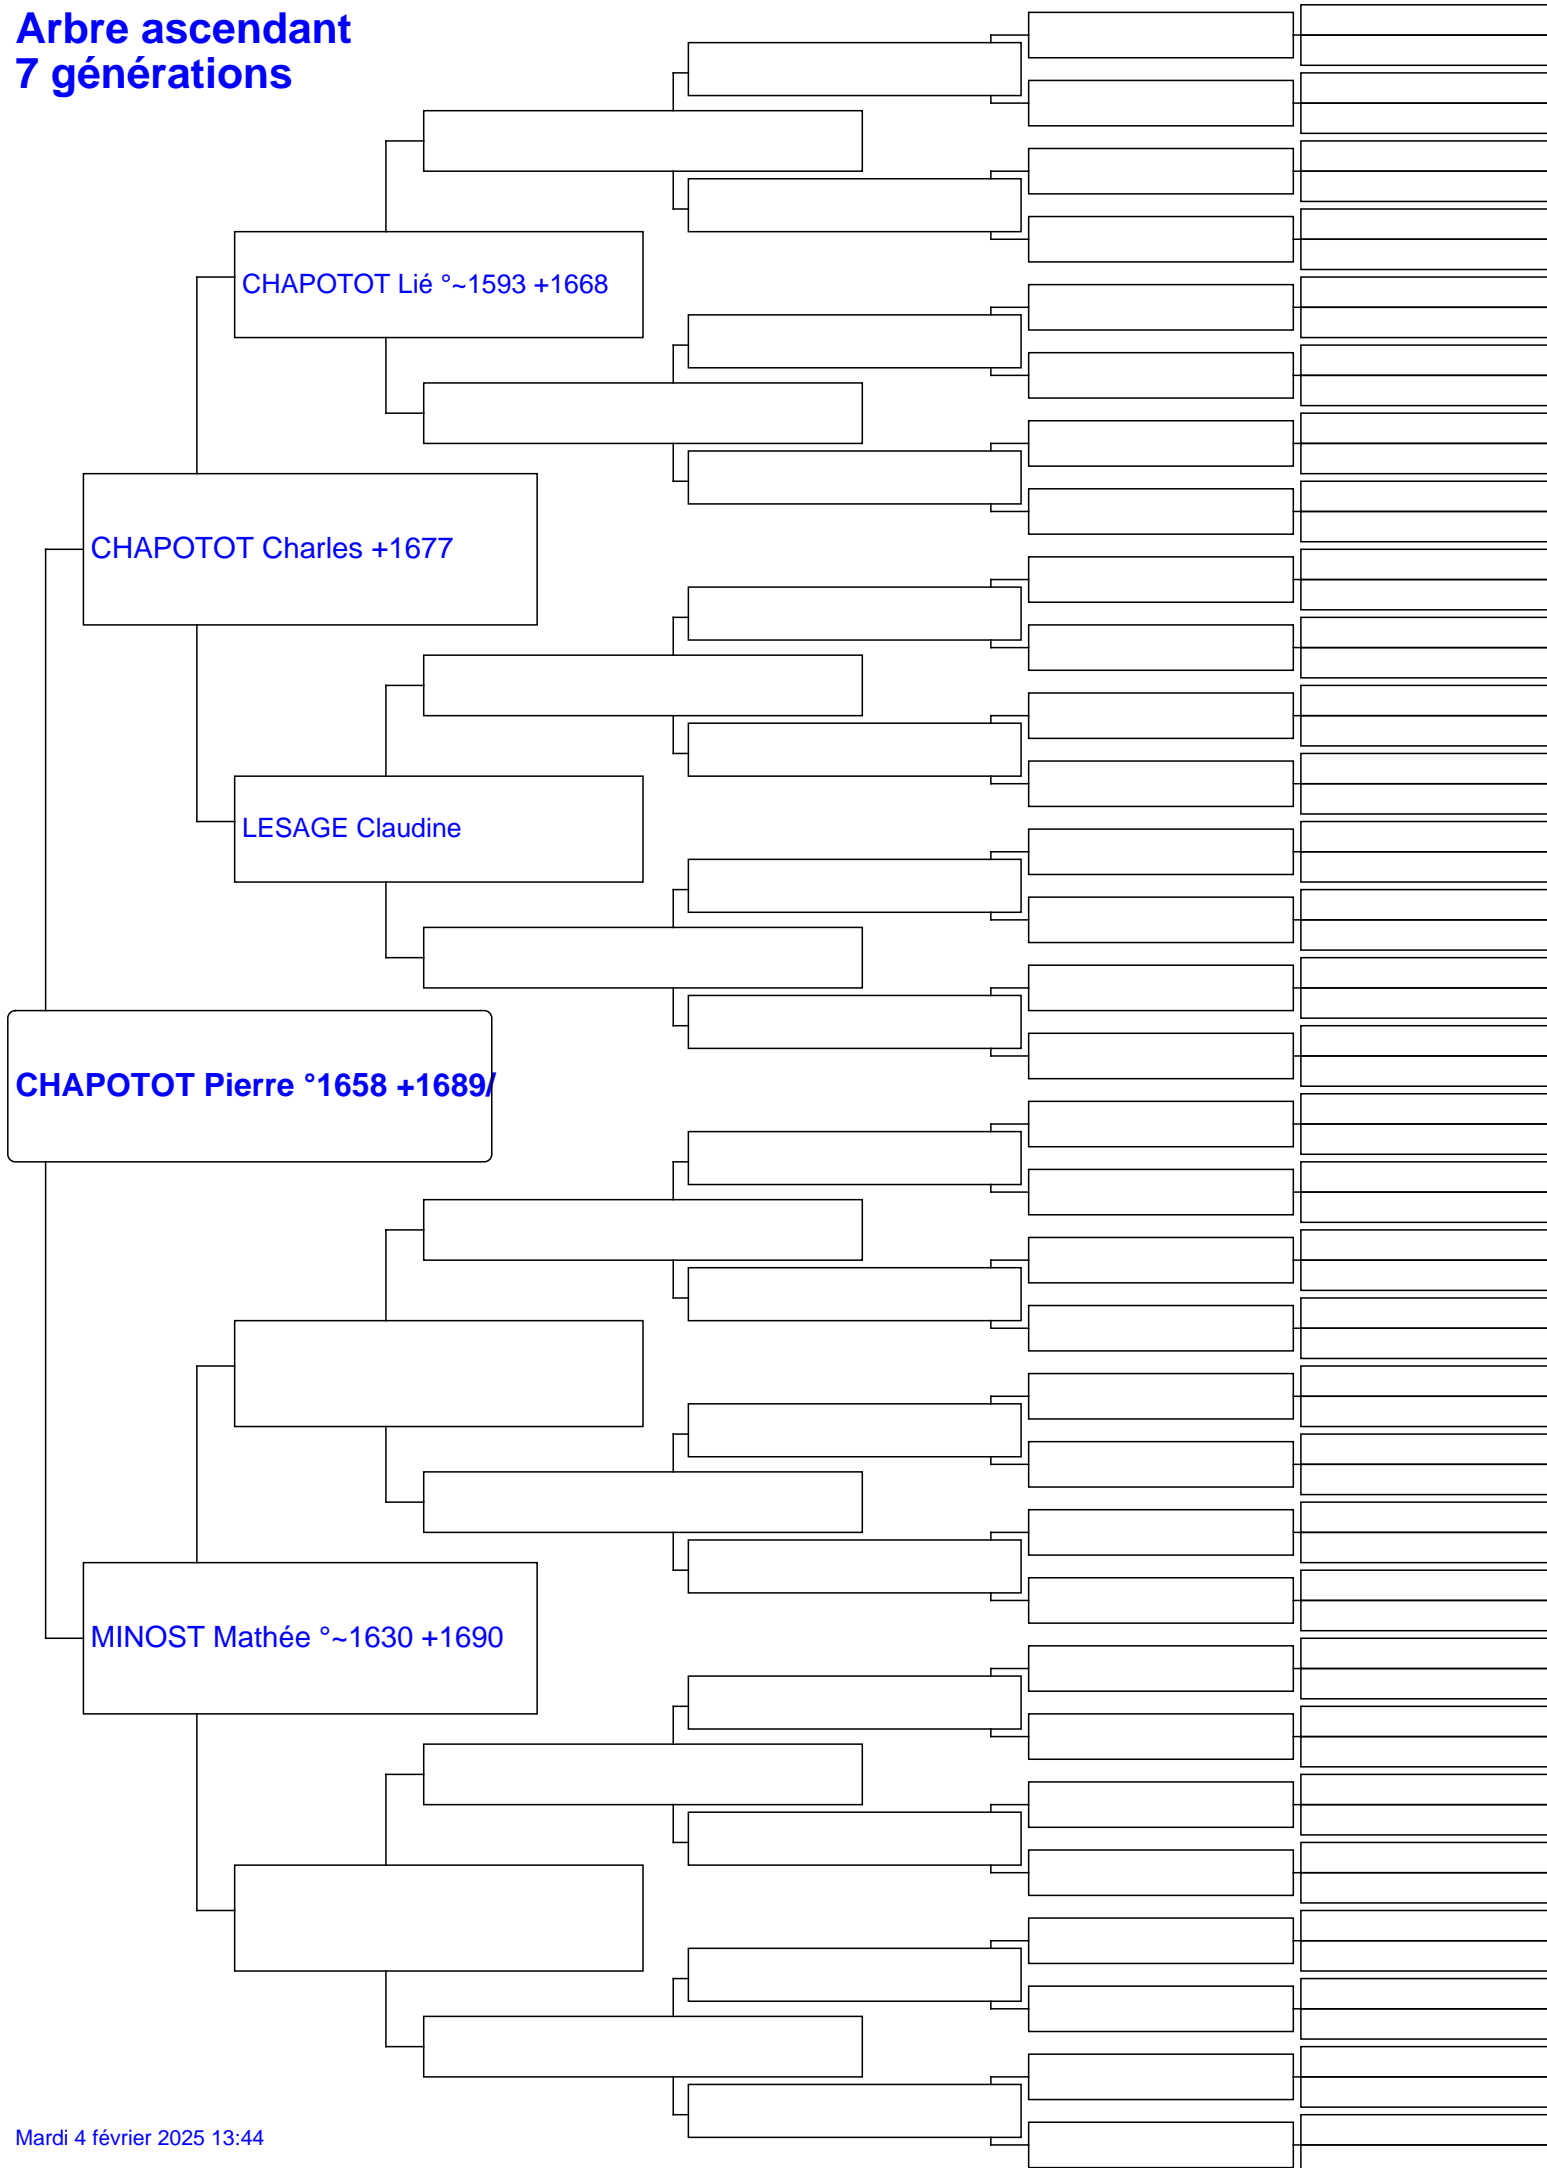 Arbre ascendant
7 générations
CHAPOTOT Lié °~1593 +1668
CHAPOTOT Charles +1677
LESAGE Claudine
CHAPOTOT Pierre °1658 +1689/
MINOST Mathée °~1630 +1690
Mardi 4 février 2025 13:44